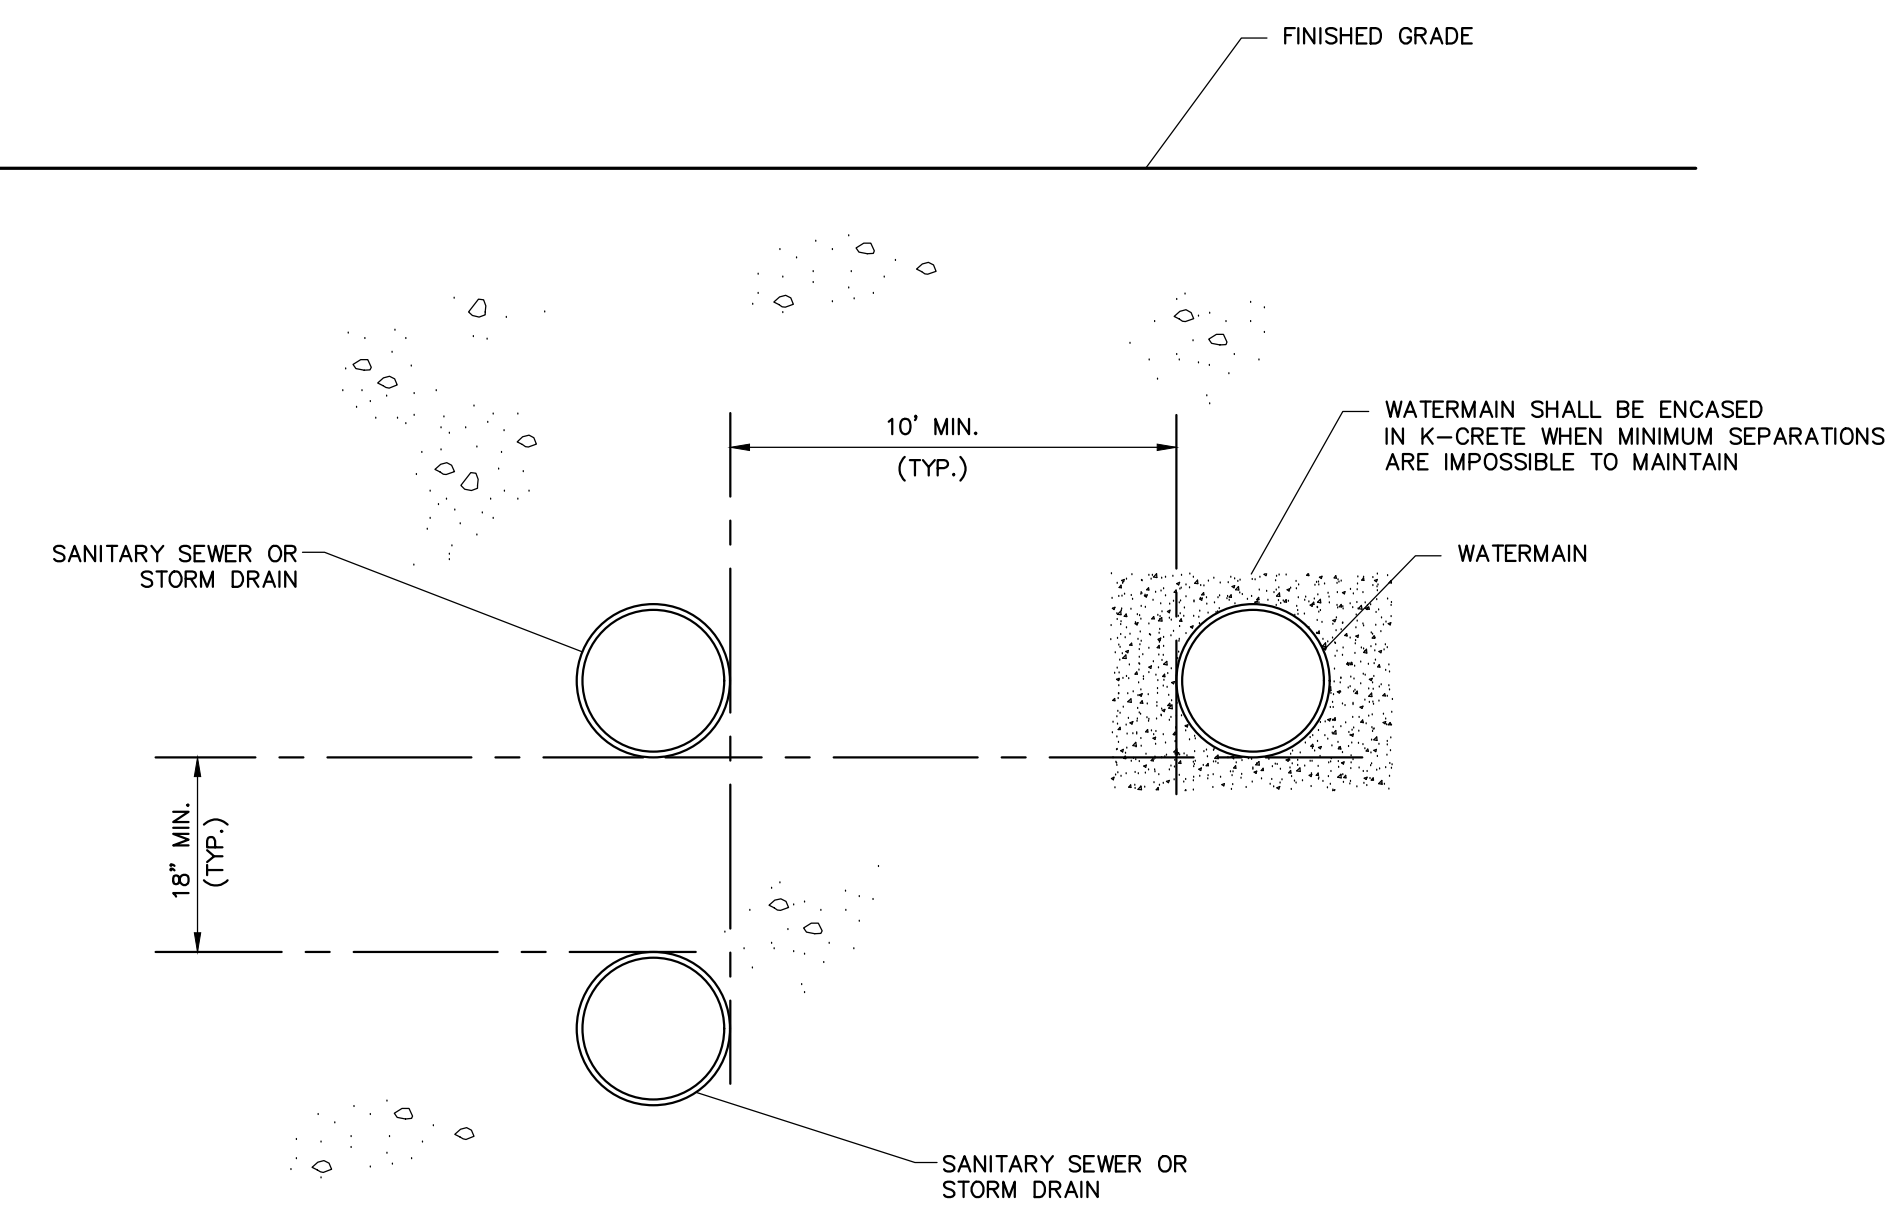 FINISHED GRADE
WATERMAIN SHALL BE ENCASED
IN K-CRETE WHEN MINIMUM SEPARATIONS
ARE IMPOSSIBLE TO MAINTAIN
10' MIN.
(TYP.)
SANITARY SEWER OR
STORM DRAIN
WATERMAIN
18" MIN.
(TYP.)
SANITARY SEWER OR
STORM DRAIN